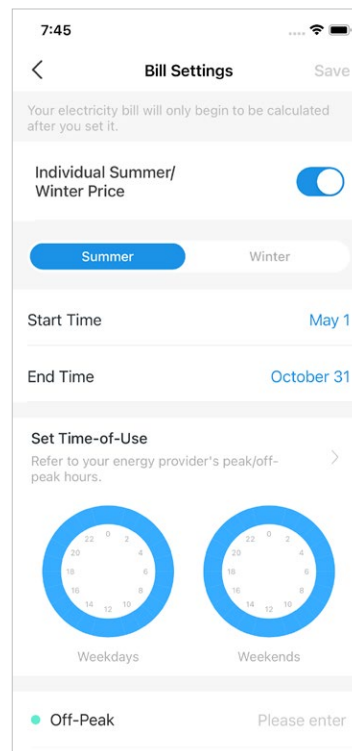 7:45
Bill Settings
Save
Your electricity bill will only begin to be calculated
after you set it.
Individual Summer/
Winter Price
Summer
Winter
Start Time
May 1
End Time
October 31
Set Time-of-Use
Refer to your energy provider's peak/off-
peak hours.
0 2 4 6 8 10 12 14 16 18 20 22
0 2 4 6 8 10 12 14 16 18 20 22
Weekdays
Weekends
Off-Peak
Please enter